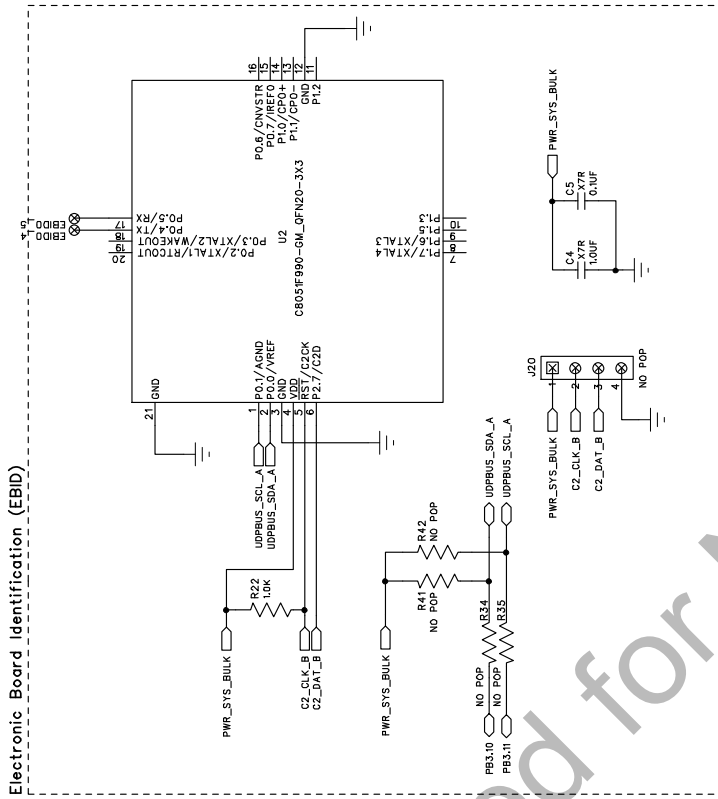 Electronic Board Identification (EBID)
21 GND
1 P0.1/AGND
2 P0.0/VREF
3 GND
4 VDD
5 RST/C2CK
6 P2.7/C2D
UDPBUS_SCL_A
UDPBUS_SDA_A
PWR_SYS_BULK
R22
1.0K
C2_CLK_B
C2_DAT_B
20 P0.2/XTAL1/RTCOUT
19 P0.3/XTAL2/WAKEOUT
18 P0.4/TX
17 P0.5/RX
EBID0_4
EBID0_5
U2
C8051F990-GM_QFN20-3X3
P0.6/CNVSTR 16
P0.7/IREF0 15
P1.0/CP0+ 14
P1.1/CP0- 13
GND 12
P1.2 11
P1.7/XTAL4 7
P1.6/XTAL3 8
P1.5 9
P1.3 10
PWR_SYS_BULK
R41
NO POP
R42
NO POP
PB3.10
NO POP
R34
UDPBUS_SDA_A
PB3.11
NO POP
R35
UDPBUS_SCL_A
J20
PWR_SYS_BULK 1
C2_CLK_B 2
C2_DAT_B 3
4
NO POP
PWR_SYS_BULK
C4
X7R
1.0UF
C5
X7R
0.1UF
ed for